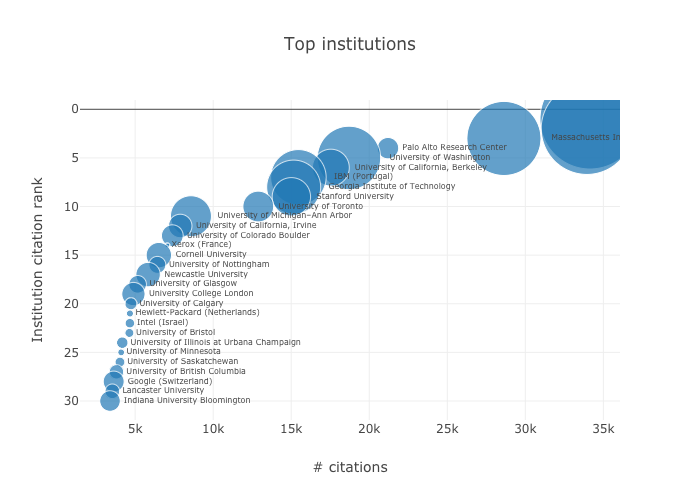 Top institutions
Institution citation rank
0
5
10
15
20
25
30
Massachusetts In
Palo Alto Research Center
University of Washington
University of California, Berkeley
IBM (Portugal)
Georgia Institute of Technology
Stanford University
University of Toronto
University of Michigan–Ann Arbor
University of California, Irvine
University of Colorado Boulder
Xerox (France)
Cornell University
University of Nottingham
Newcastle University
University of Glasgow
University College London
University of Calgary
Hewlett-Packard (Netherlands)
Intel (Israel)
University of Bristol
University of Illinois at Urbana Champaign
University of Minnesota
University of Saskatchewan
University of British Columbia
Google (Switzerland)
Lancaster University
Indiana University Bloomington
5k 10k 15k 20k 25k 30k 35k
# citations